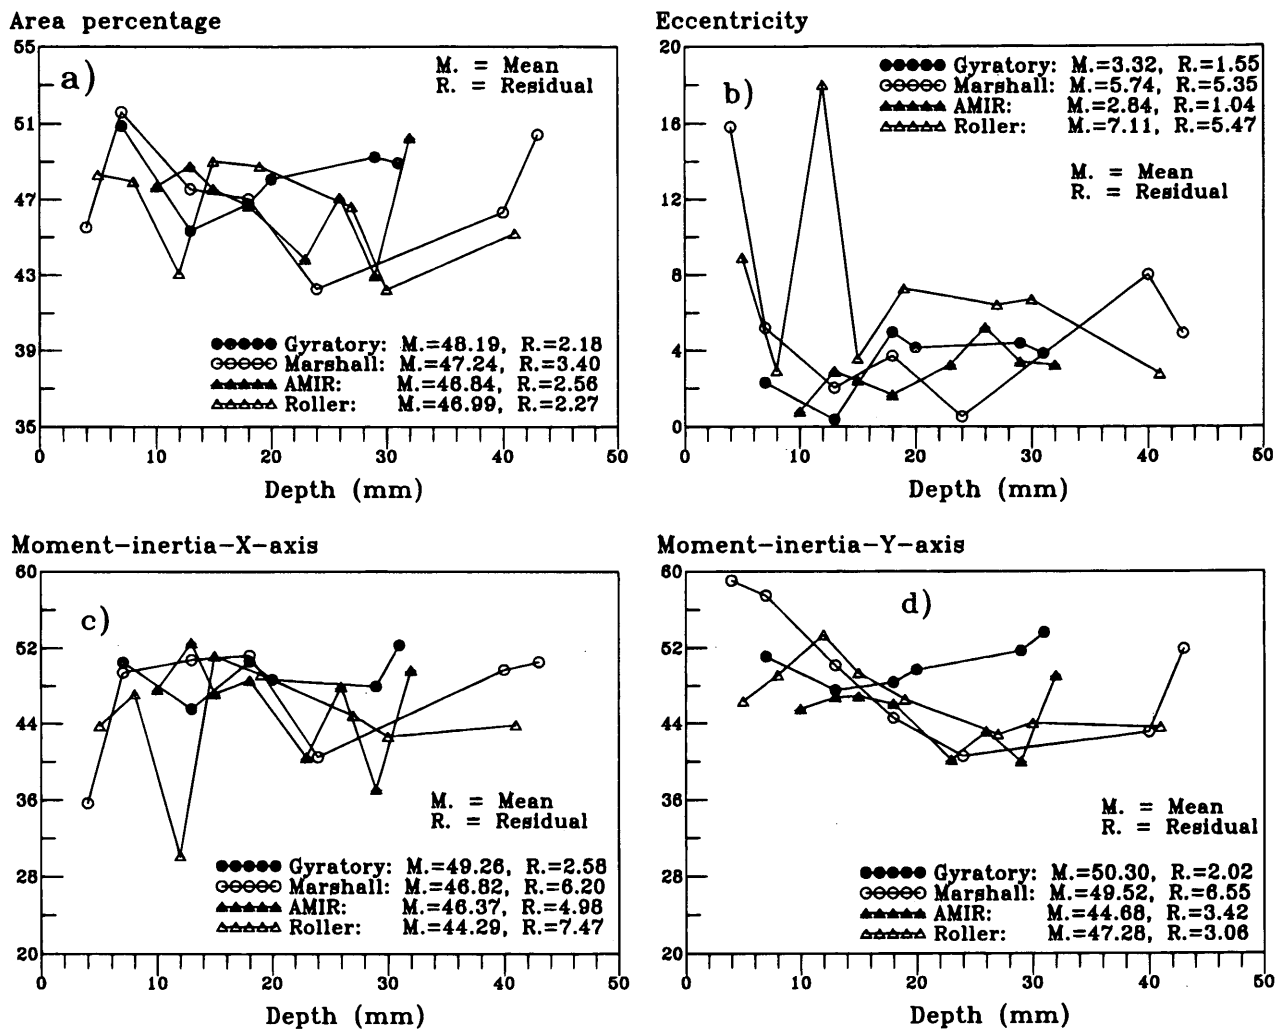 Area percentage
55
51
47
43
39
35
a)
M. = Mean
R. = Residual
Gyratory: M.=48.19, R.=2.18
Marshall: M.=47.24, R.=3.40
AMIR: M.=46.84, R.=2.56
Roller: M.=46.99, R.=2.27
0 10 20 30 40 50
Depth (mm)
Eccentricity
20
16
12
8
4
0
b)
Gyratory: M.=3.32, R.=1.55
Marshall: M.=5.74, R.=5.35
AMIR: M.=2.84, R.=1.04
Roller: M.=7.11, R.=5.47
M. = Mean
R. = Residual
0 10 20 30 40 50
Depth (mm)
Moment-inertia-X-axis
60
52
44
36
28
20
c)
M. = Mean
R. = Residual
Gyratory: M.=49.26, R.=2.58
Marshall: M.=46.82, R.=6.20
AMIR: M.=46.37, R.=4.98
Roller: M.=44.29, R.=7.47
0 10 20 30 40 50
Depth (mm)
Moment-inertia-Y-axis
60
52
44
36
28
20
d)
M. = Mean
R. = Residual
Gyratory: M.=50.30, R.=2.02
Marshall: M.=49.52, R.=6.55
AMIR: M.=44.68, R.=3.42
Roller: M.=47.28, R.=3.06
0 10 20 30 40 50
Depth (mm)